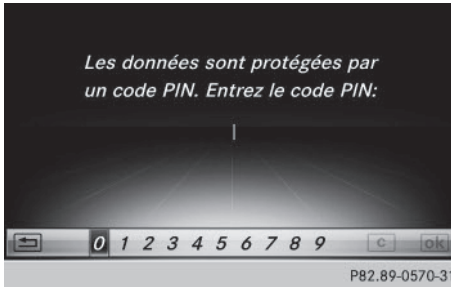 Les données sont protégées par
un code PIN. Entrez le code PIN:
0 1 2 3 4 5 6 7 8 9 c ok
P82.89-0570-31